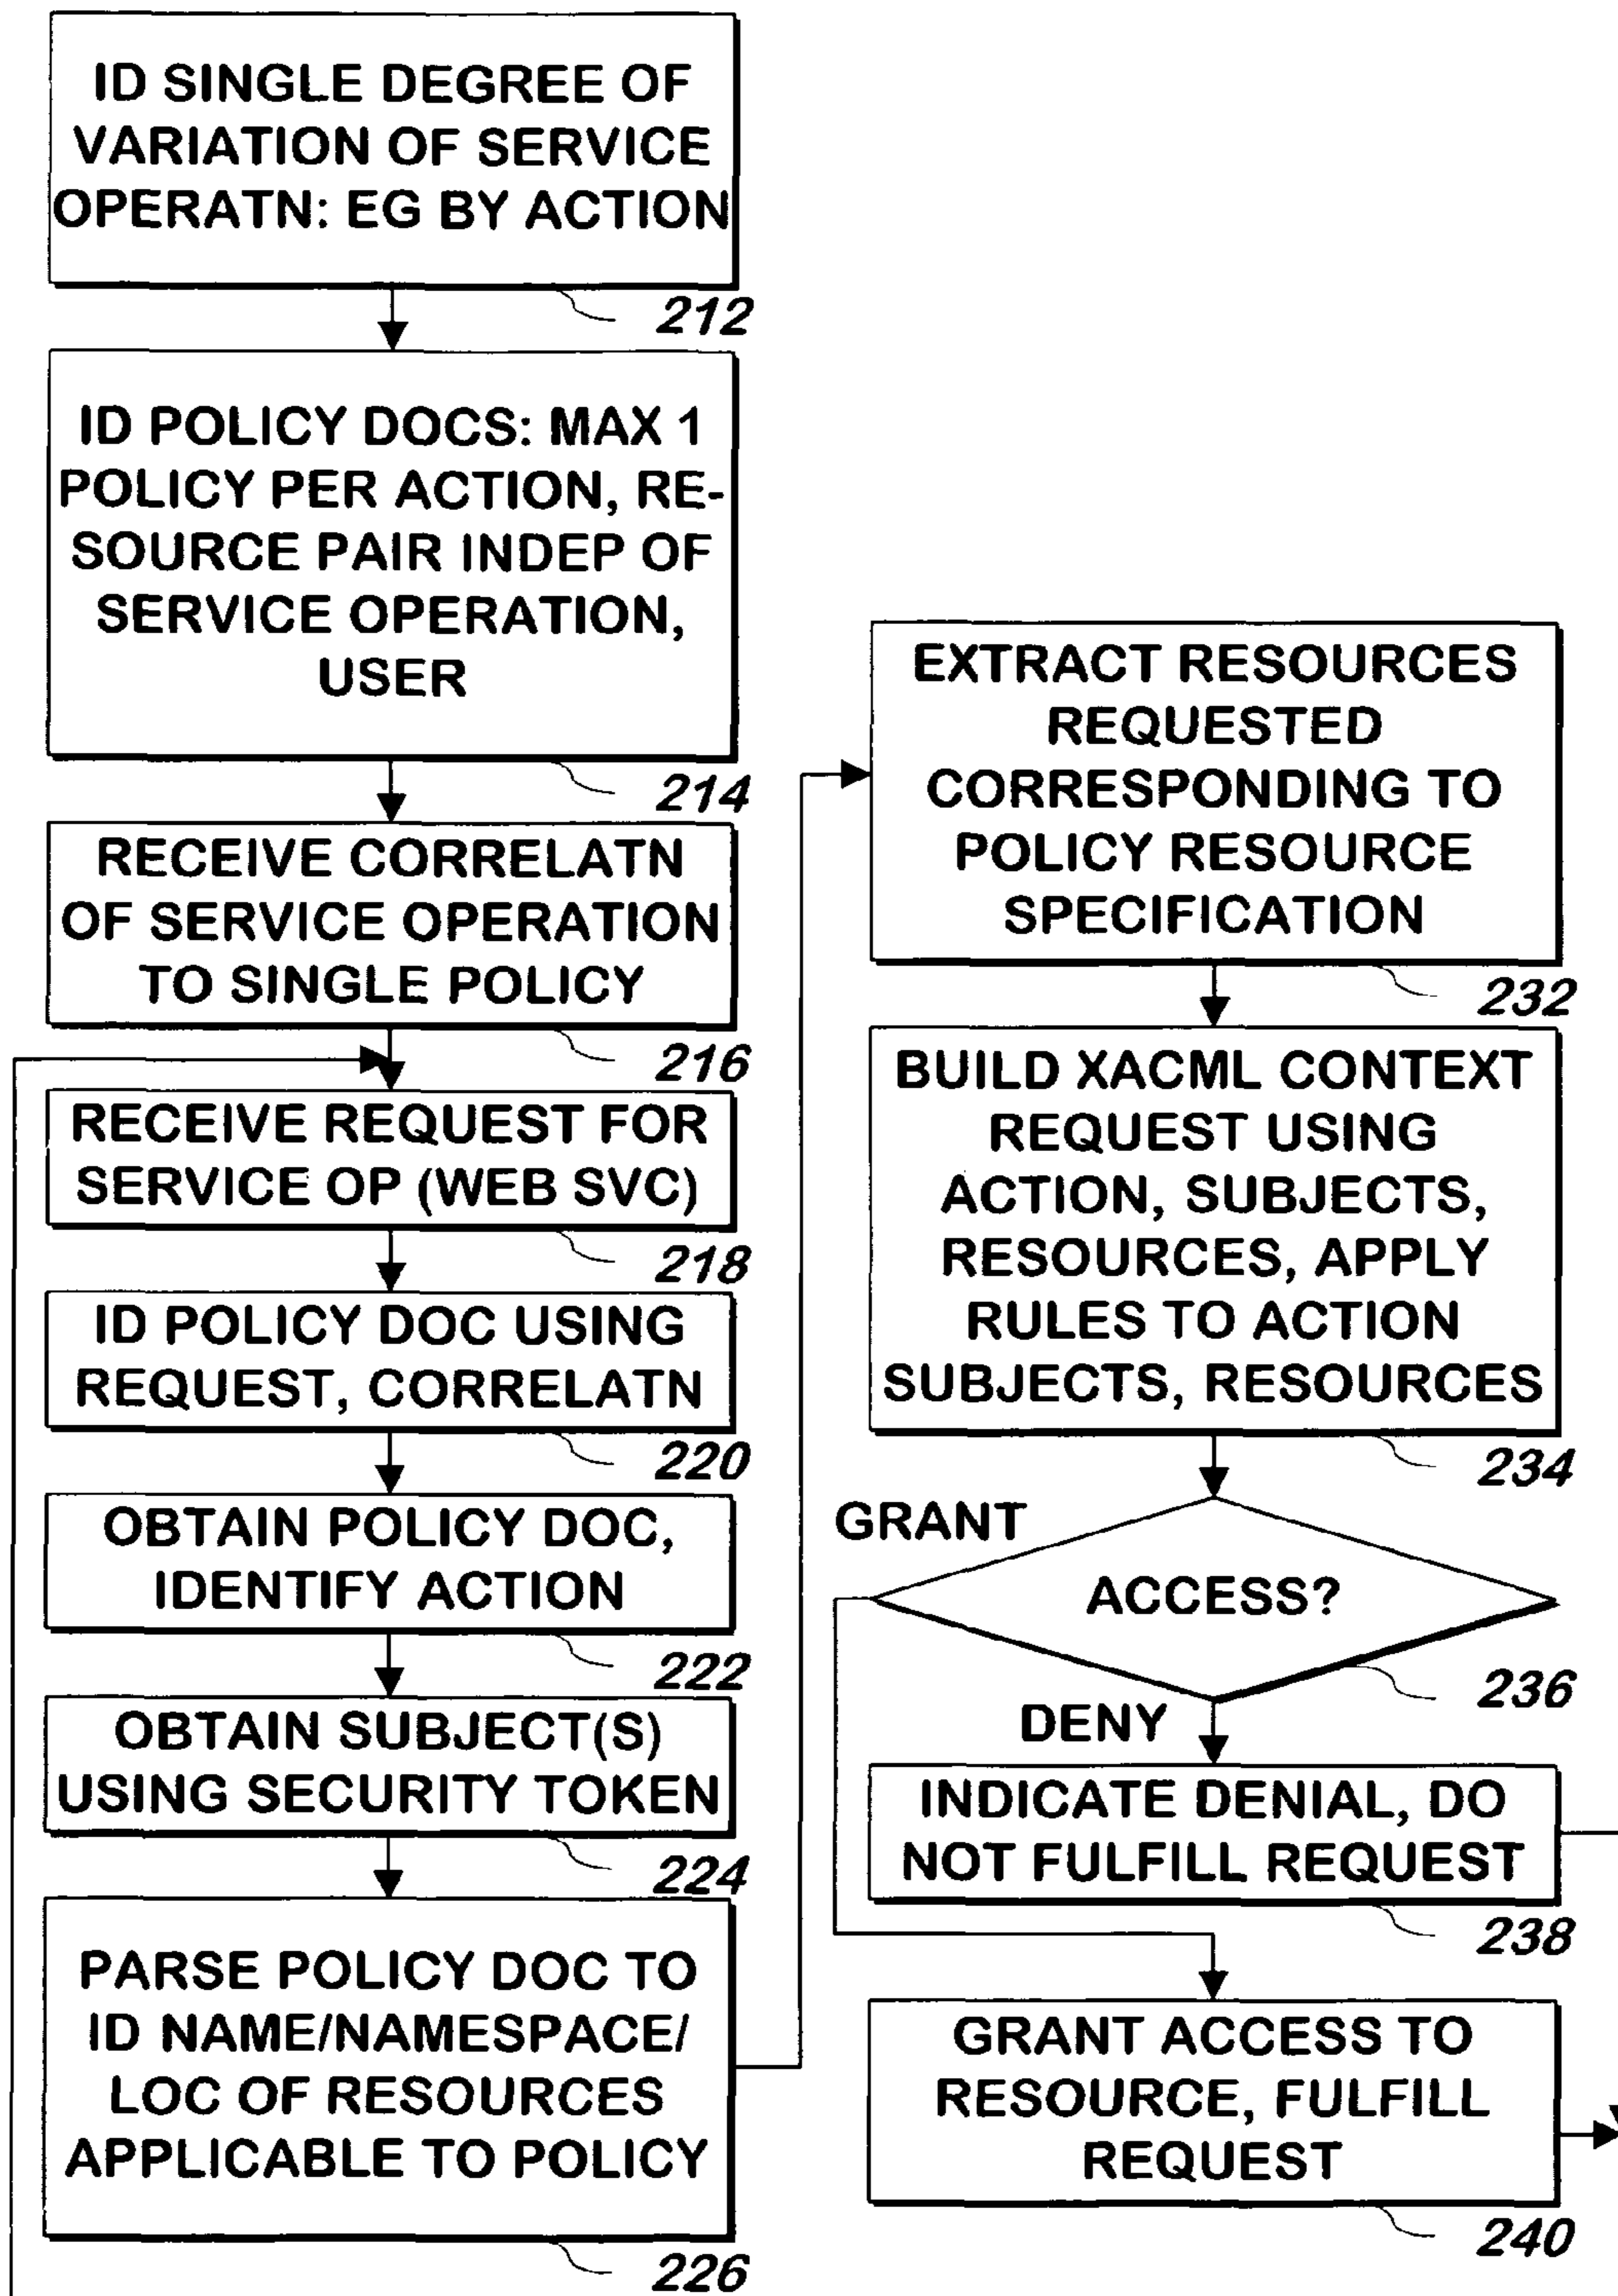 ID SINGLE DEGREE OF
VARIATION OF SERVICE
OPERATN: EG BY ACTION
212
ID POLICY DOCS: MAX 1
POLICY PER ACTION, RE-
SOURCE PAIR INDEP OF
SERVICE OPERATION,
USER
214
RECEIVE CORRELATN
OF SERVICE OPERATION
TO SINGLE POLICY
216
RECEIVE REQUEST FOR
SERVICE OP (WEB SVC)
218
ID POLICY DOC USING
REQUEST, CORRELATN
220
OBTAIN POLICY DOC,
IDENTIFY ACTION
222
OBTAIN SUBJECT(S)
USING SECURITY TOKEN
224
PARSE POLICY DOC TO
ID NAME/NAMESPACE/
LOC OF RESOURCES
APPLICABLE TO POLICY
226
EXTRACT RESOURCES
REQUESTED
CORRESPONDING TO
POLICY RESOURCE
SPECIFICATION
232
BUILD XACML CONTEXT
REQUEST USING
ACTION, SUBJECTS,
RESOURCES, APPLY
RULES TO ACTION
SUBJECTS, RESOURCES
234
GRANT
ACCESS?
236
DENY
INDICATE DENIAL, DO
NOT FULFILL REQUEST
238
GRANT ACCESS TO
RESOURCE, FULFILL
REQUEST
240